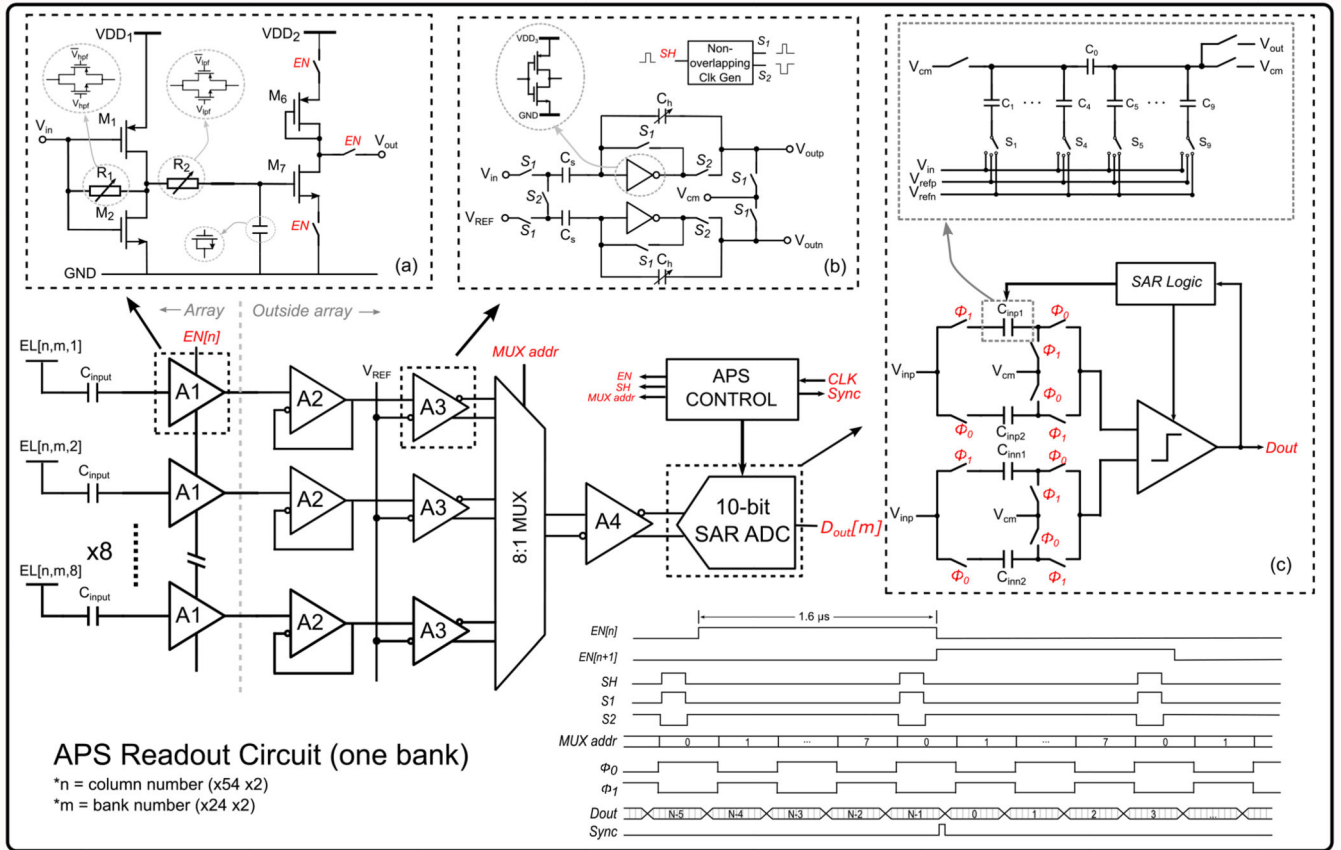 VDD1
VDD2
V̅hpf
V̅lpf
EN
Vhpf
Vlpf
M6
M1
Vin
EN
Vout
R1
R2
M7
M2
EN
GND
(a)
VDD3
GND
SH
Non-
overlapping
Clk Gen
S1
S2
Ch
S1
Vin
S1
Cs
S2
Voutp
S2
S1
Vcm
VREF
S1
Cs
S1
S2
S1
Voutn
Ch
(b)
Vcm
C0
Vout
Vcm
C1
...
C4
C5
...
C9
S1
S4
S5
S9
Vin
Vrefp
Vrefn
SAR Logic
Φ1
Cinp1
Φ0
Φ1
Vinp
Vcm
Φ0
Φ0
Cinp2
Φ1
Φ1
Cinn1
Φ0
Φ1
Vinp
Vcm
Φ0
Φ0
Cinn2
Φ1
Dout
(c)
Array
Outside array
EN[n]
EL[n,m,1]
Cinput
A1
A2
VREF
A3
MUX addr
EL[n,m,2]
Cinput
A1
A2
A3
x8
EL[n,m,8]
Cinput
A1
A2
A3
8:1 MUX
A4
EN
SH
MUX addr
APS
CONTROL
CLK
Sync
10-bit
SAR ADC
Dout[m]
1.6 µs
EN[n]
EN[n+1]
SH
S1
S2
MUX addr 0 1 ... 7 0 1 ... 7 0 1
Φ0
Φ1
Dout N-5 N-4 N-3 N-2 N-1 0 1 2 3 ...
Sync
APS Readout Circuit (one bank)
*n = column number (x54 x2)
*m = bank number (x24 x2)